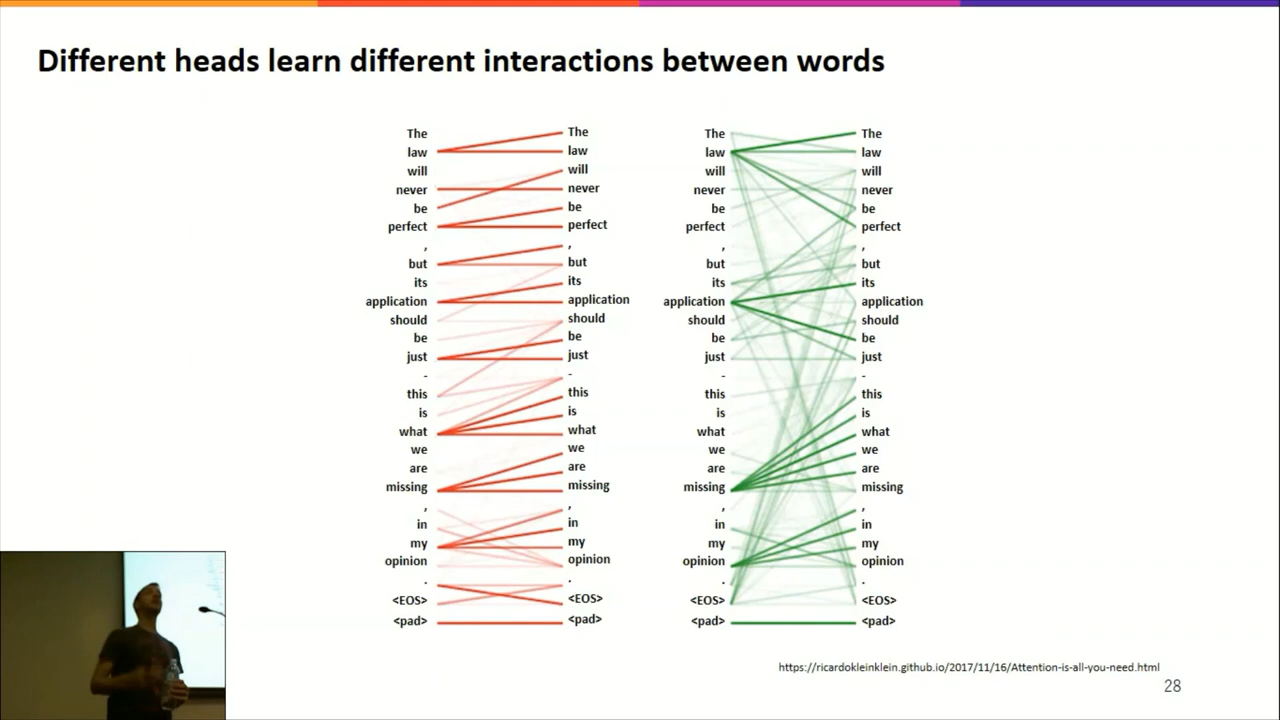 Different heads learn different interactions between words
The
law
will
never
be
perfect
,
but
its
application
should
be
just
-
this
is
what
we
are
missing
,
in
my
opinion
.
<EOS>
<pad>
The
law
will
never
be
perfect
,
but
its
application
should
be
just
-
this
is
what
we
are
missing
,
in
my
opinion
.
<EOS>
<pad>
The
law
will
never
be
perfect
,
but
its
application
should
be
just
-
this
is
what
we
are
missing
,
in
my
opinion
.
<EOS>
<pad>
The
law
will
never
be
perfect
,
but
its
application
should
be
just
-
this
is
what
we
are
missing
,
in
my
opinion
.
<EOS>
<pad>
https://ricardokleinklein.github.io/2017/11/16/Attention-is-all-you-need.html
28